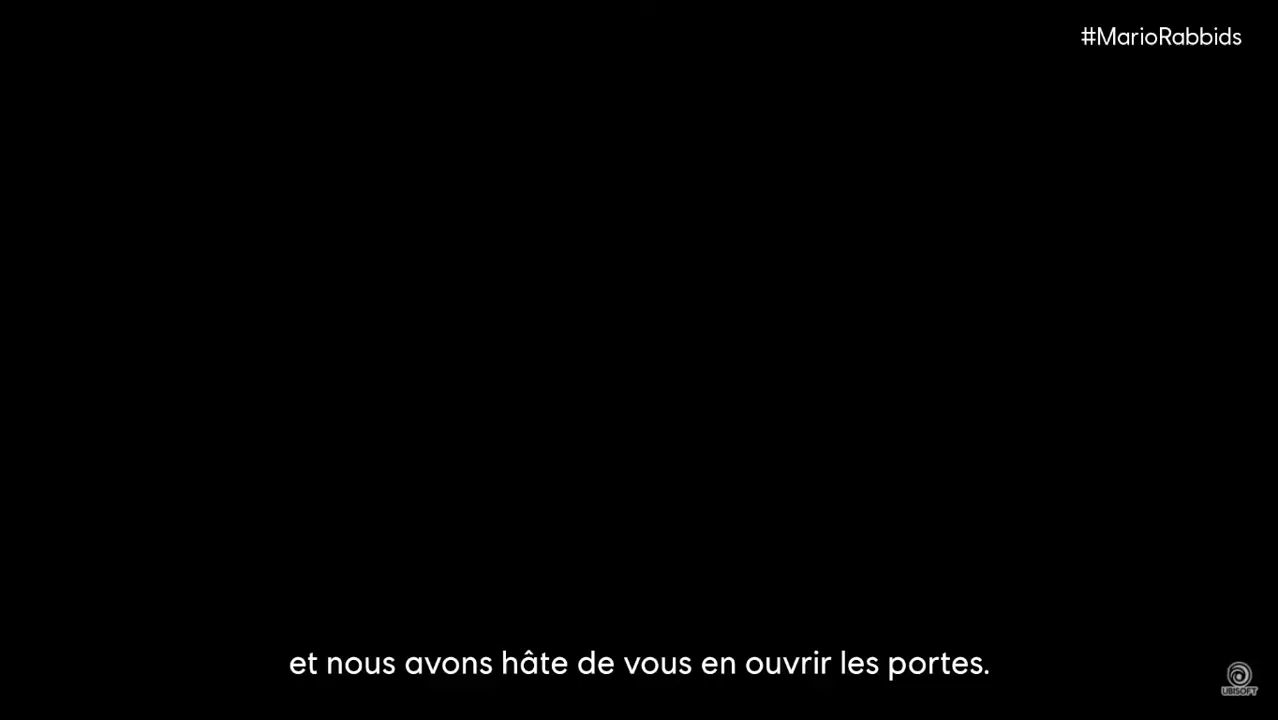 #MarioRabbids
et nous avons hâte de vous en ouvrir les portes.
UBISOFT